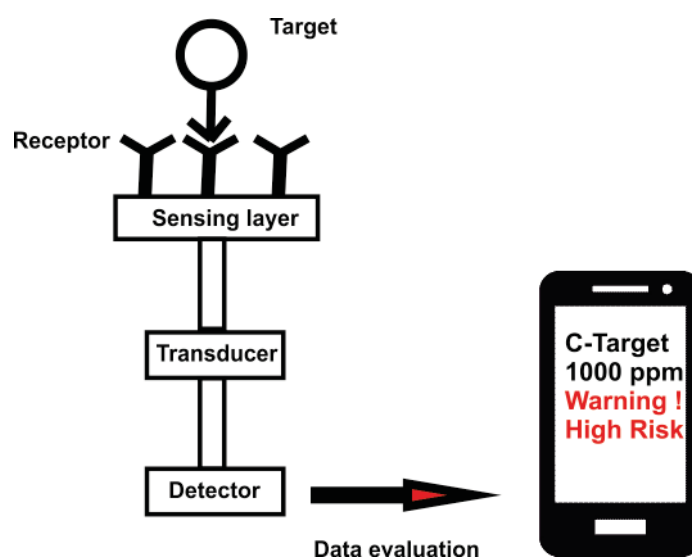 Target
Receptor
Sensing layer
Transducer
Detector
Data evaluation
C-Target
1000 ppm
Warning !
High Risk